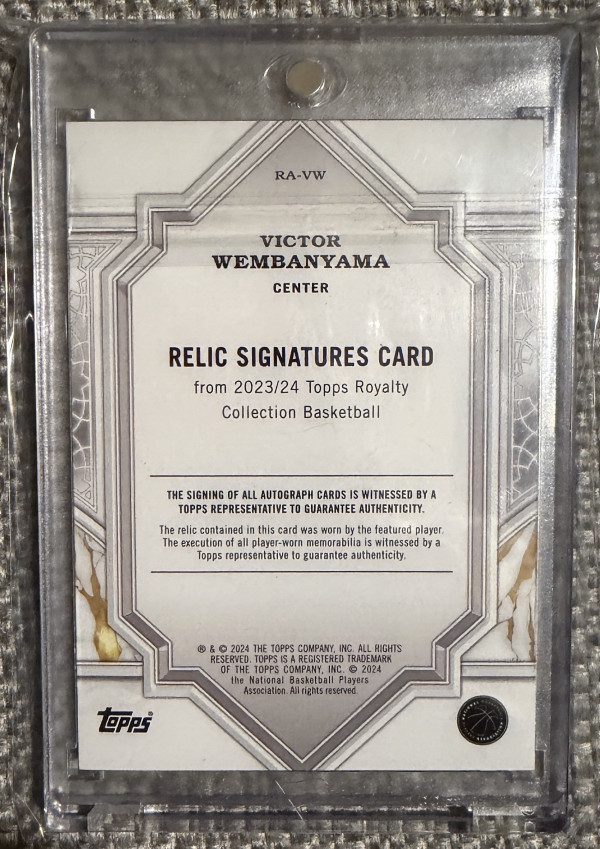 RA-VW
VICTOR
WEMBANYAMA
CENTER
RELIC SIGNATURES CARD
from 2023/24 Topps Royalty
Collection Basketball
THE SIGNING OF ALL AUTOGRAPH CARDS IS WITNESSED BY A
TOPPS REPRESENTATIVE TO GUARANTEE AUTHENTICITY.
The relic contained in this card was worn by the featured player.
The execution of all player-worn memorabilia is witnessed by a
Topps representative to guarantee authenticity.
® & © 2024 THE TOPPS COMPANY, INC. ALL RIGHTS
RESERVED. TOPPS IS A REGISTERED TRADEMARK
OF THE TOPPS COMPANY, INC. © 2024
the National Basketball Players
Association. All rights reserved.
topps®